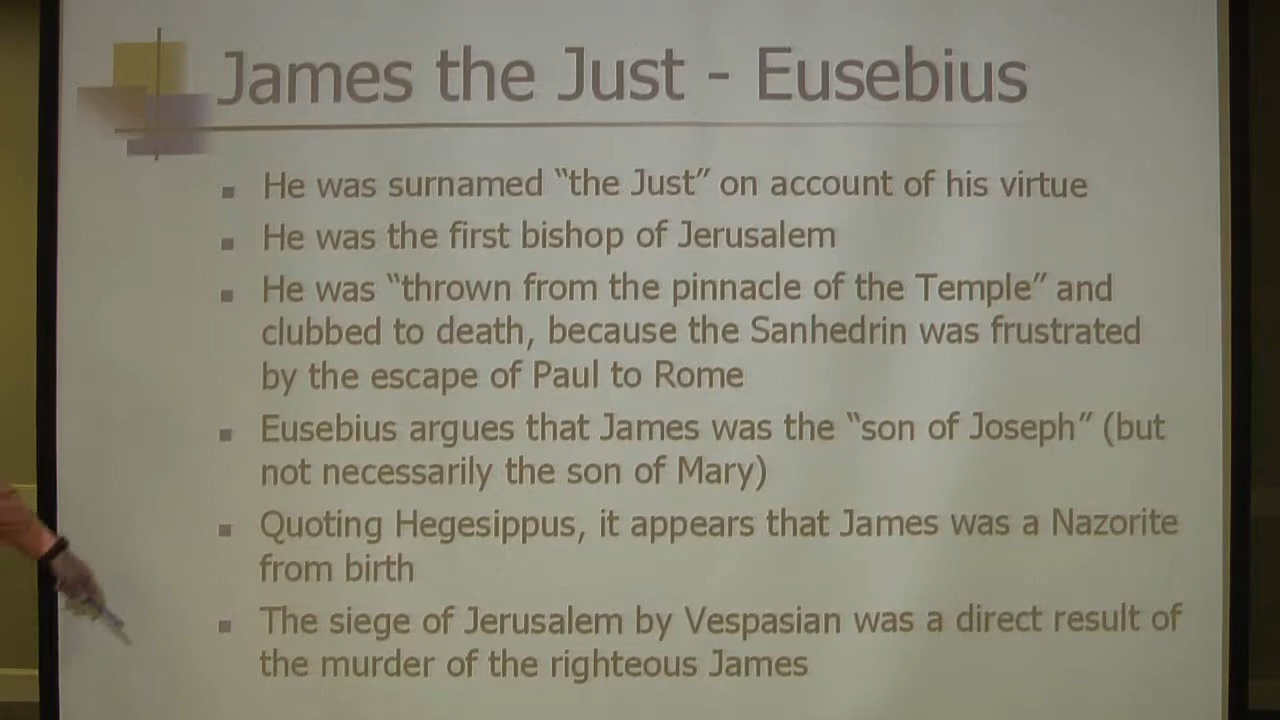 James the Just - Eusebius
He was surnamed “the Just” on account of his virtue
He was the first bishop of Jerusalem
He was “thrown from the pinnacle of the Temple” and
clubbed to death, because the Sanhedrin was frustrated
by the escape of Paul to Rome
Eusebius argues that James was the “son of Joseph” (but
not necessarily the son of Mary)
Quoting Hegesippus, it appears that James was a Nazorite
from birth
The siege of Jerusalem by Vespasian was a direct result of
the murder of the righteous James